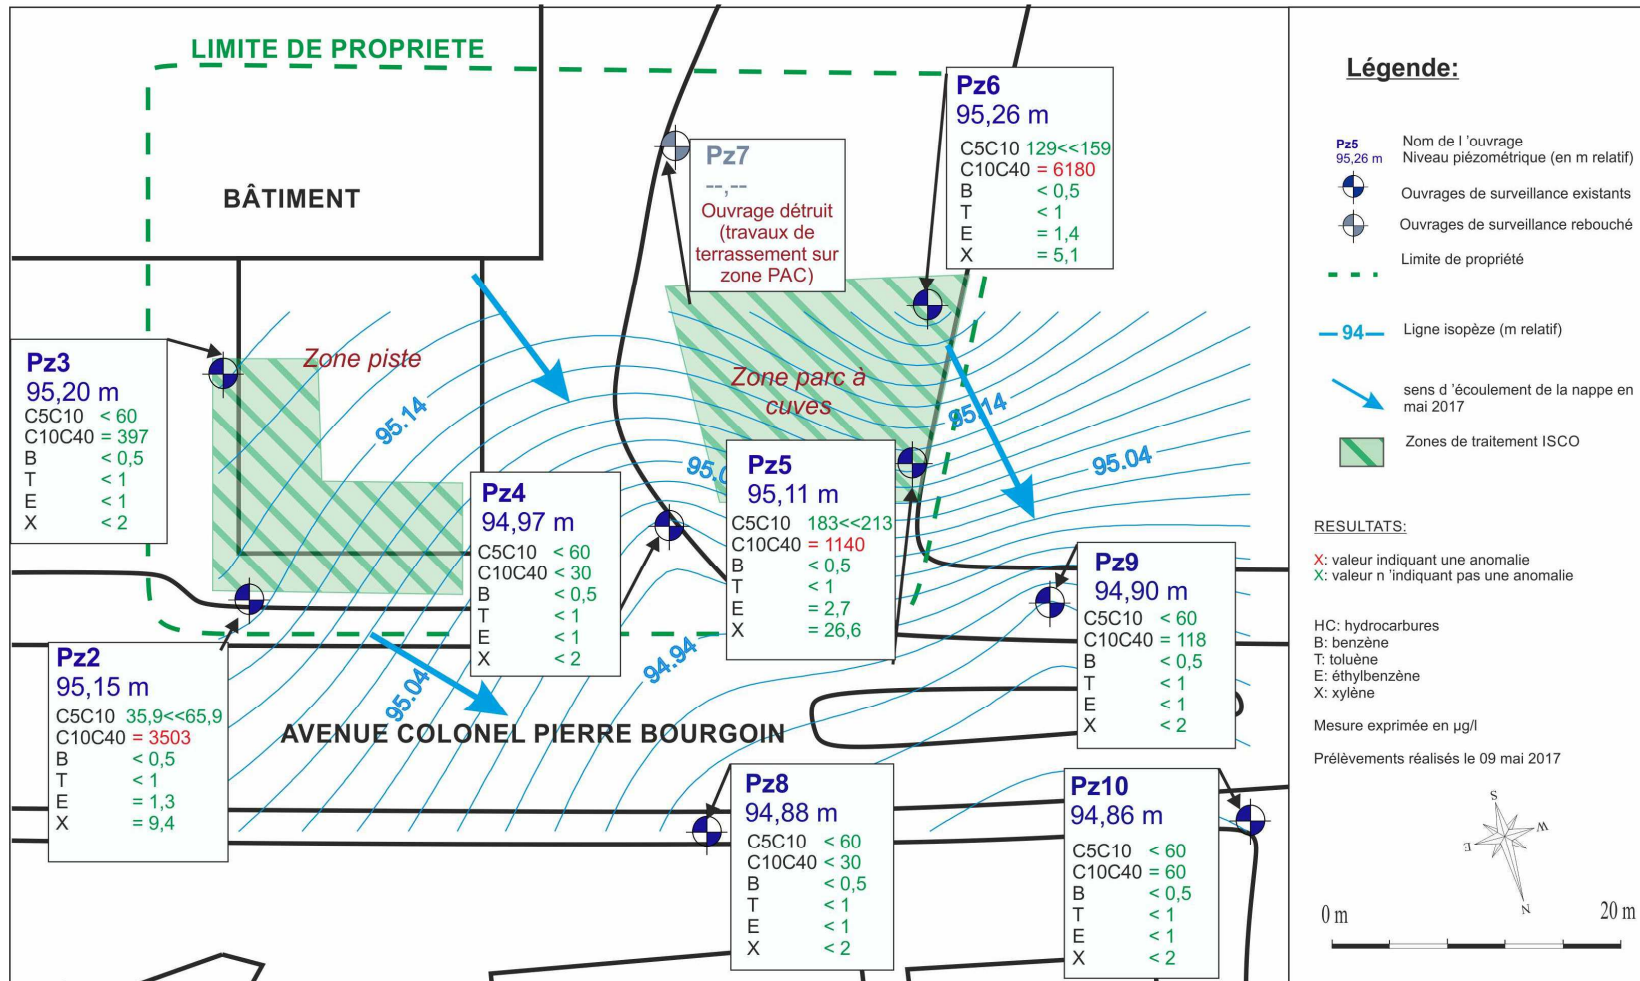 LIMITE DE PROPRIETE
BÂTIMENT
Pz7
--,--
Ouvrage détruit
(travaux de
terrassement sur
zone PAC)
Pz6
95,26 m
C5C10 129<<159
C10C40 = 6180
B < 0,5
T < 1
E = 1,4
X = 5,1
Pz3
95,20 m
C5C10 < 60
C10C40 = 397
B < 0,5
T < 1
E < 1
X < 2
Zone piste
Zone parc à
cuves
95.14
95.14
95.04
Pz4
94,97 m
C5C10 < 60
C10C40 < 30
B < 0,5
T < 1
E < 1
X < 2
Pz5
95,11 m
C5C10 183<<213
C10C40 = 1140
B < 0,5
T < 1
E = 2,7
X = 26,6
Pz9
94,90 m
C5C10 < 60
C10C40 = 118
B < 0,5
T < 1
E < 1
X < 2
Pz2
95,15 m
C5C10 35,9<<65,9
C10C40 = 3503
B < 0,5
T < 1
E = 1,3
X = 9,4
95.04
94.94
AVENUE COLONEL PIERRE BOURGOIN
Pz8
94,88 m
C5C10 < 60
C10C40 < 30
B < 0,5
T < 1
E < 1
X < 2
Pz10
94,86 m
C5C10 < 60
C10C40 = 60
B < 0,5
T < 1
E < 1
X < 2
Légende:
Pz5 Nom de l 'ouvrage
95,26 m Niveau piézométrique (en m relatif)
Ouvrages de surveillance existants
Ouvrages de surveillance rebouché
Limite de propriété
94 Ligne isopèze (m relatif)
sens d 'écoulement de la nappe en
mai 2017
Zones de traitement ISCO
RESULTATS:
X: valeur indiquant une anomalie
X: valeur n 'indiquant pas une anomalie
HC: hydrocarbures
B: benzène
T: toluène
E: éthylbenzène
X: xylène
Mesure exprimée en µg/l
Prélèvements réalisés le 09 mai 2017
S
W
E
N
0 m 20 m